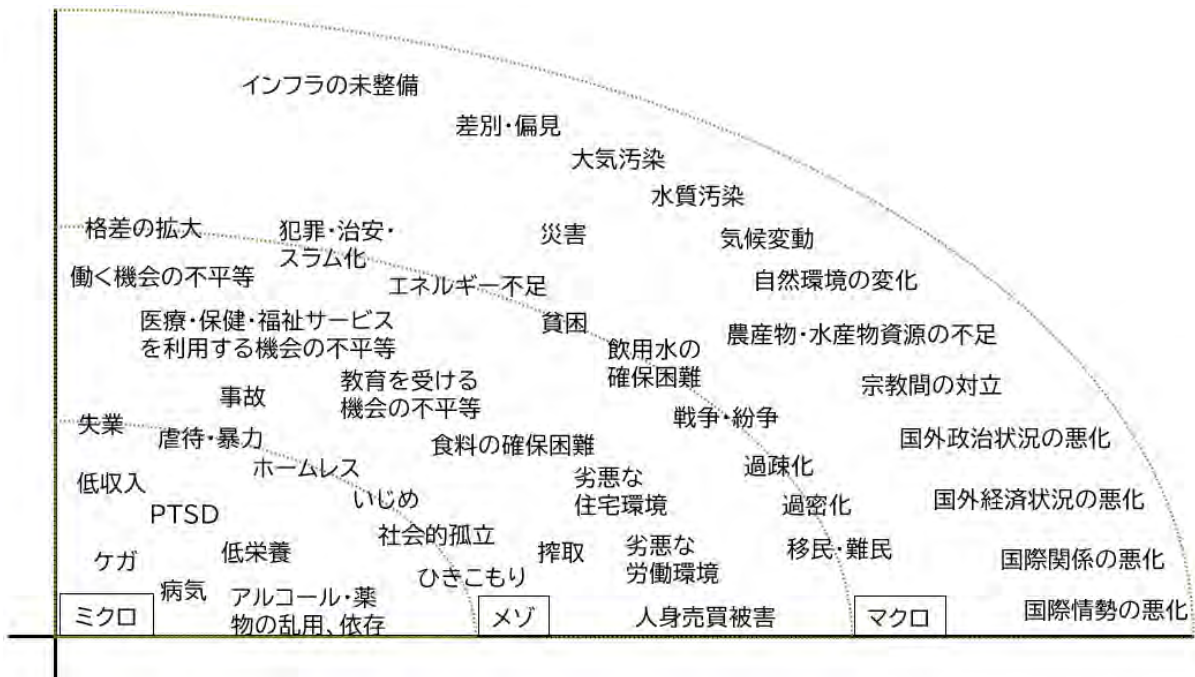 インフラの未整備
差別・偏見
大気汚染
水質汚染
格差の拡大
犯罪・治安・
スラム化
災害
気候変動
働く機会の不平等
エネルギー不足
自然環境の変化
医療・保健・福祉サービス
を利用する機会の不平等
貧困
飲用水の
確保困難
農産物・水産物資源の不足
事故
教育を受ける
機会の不平等
宗教間の対立
失業
虐待・暴力
戦争・紛争
国外政治状況の悪化
食料の確保困難
ホームレス
過疎化
低収入
いじめ
劣悪な
住宅環境
過密化
国外経済状況の悪化
PTSD
社会的孤立
ケガ
低栄養
搾取
劣悪な
労働環境
移民・難民
国際関係の悪化
病気
ひきこもり
アルコール・薬
物の乱用、依存
人身売買被害
国際情勢の悪化
ミクロ
メゾ
マクロ